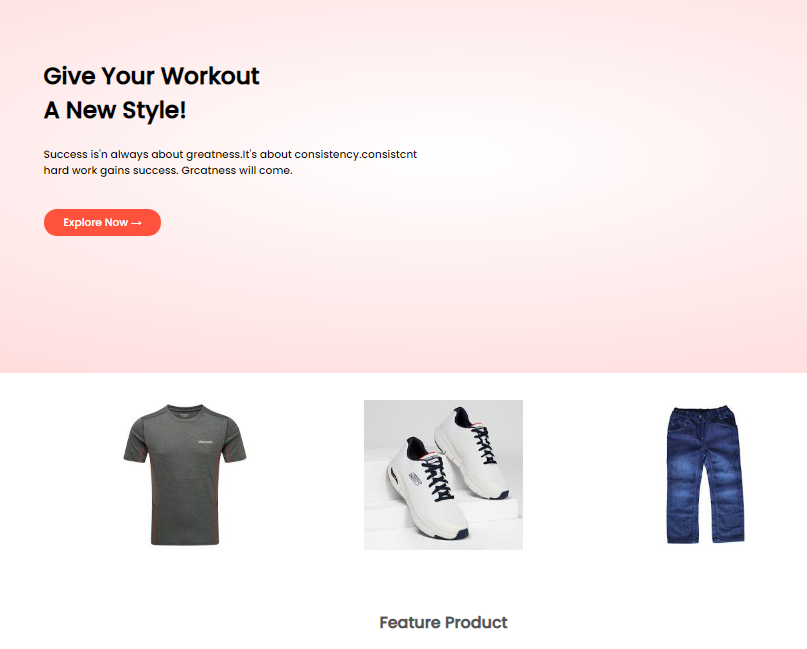 Give Your Workout
A New Style!
Success is'n always about greatness.It's about consistency.consistcnt
hard work gains success. Grcatness will come.
Explore Now →
Feature Product